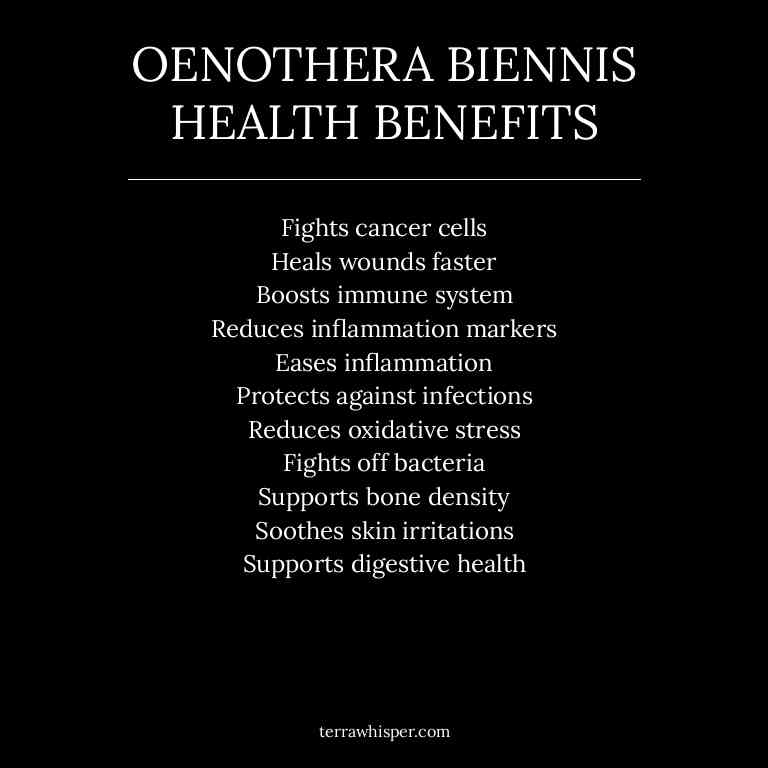 OENOTHERA BIENNIS
HEALTH BENEFITS
Fights cancer cells
Heals wounds faster
Boosts immune system
Reduces inflammation markers
Eases inflammation
Protects against infections
Reduces oxidative stress
Fights off bacteria
Supports bone density
Soothes skin irritations
Supports digestive health
terrawhisper.com